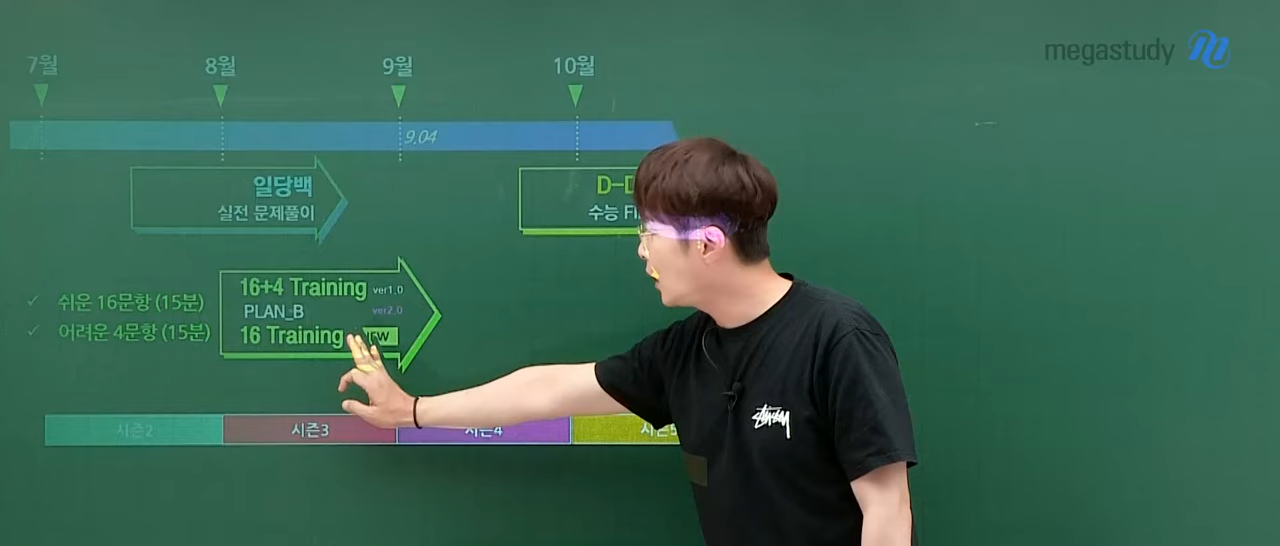 megastudy
7월 8월 9월 10월
9.04
일당백
실전 문제풀이
D-D
수능 FI
16+4 Training ver1.0
PLAN_B ver2.0
16 Training
✓ 쉬운 16문항 (15분)
✓ 어려운 4문항 (15분)
시즌2 시즌3 시즌4
STUSSY